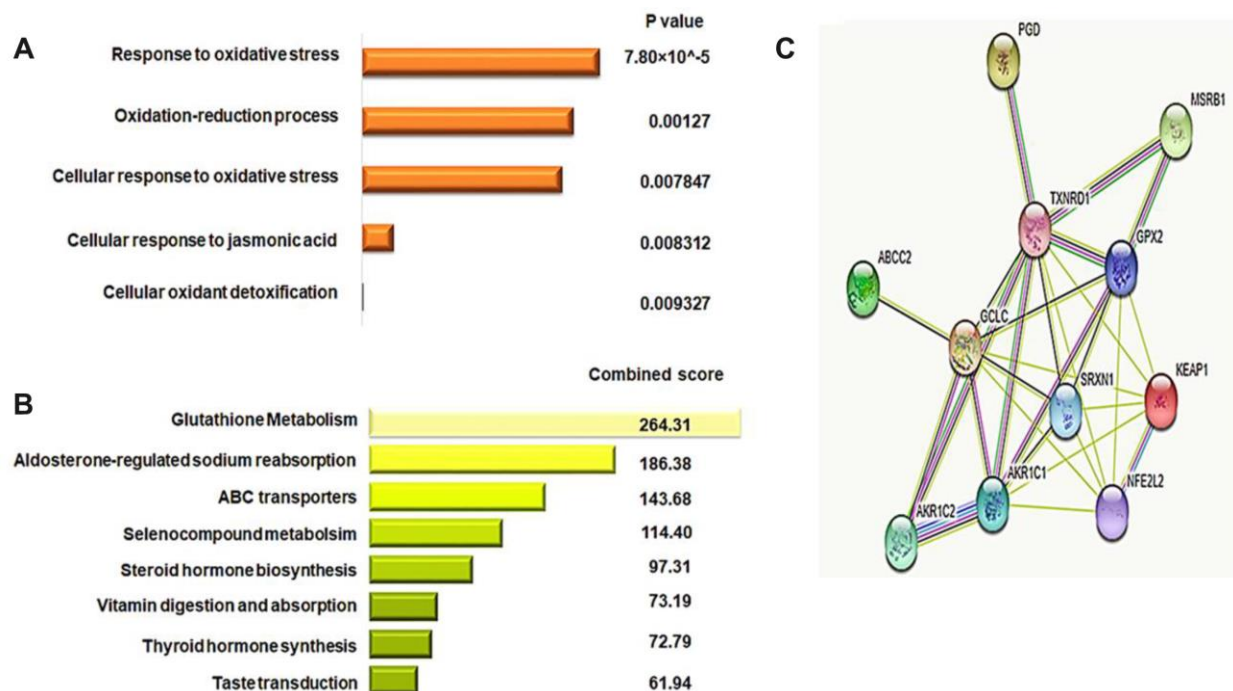 A
P value
Response to oxidative stress 7.80×10^-5
Oxidation-reduction process 0.00127
Cellular response to oxidative stress 0.007847
Cellular response to jasmonic acid 0.008312
Cellular oxidant detoxification 0.009327
B
Combined score
Glutathione Metabolism 264.31
Aldosterone-regulated sodium reabsorption 186.38
ABC transporters 143.68
Selenocompound metabolsim 114.40
Steroid hormone biosynthesis 97.31
Vitamin digestion and absorption 73.19
Thyroid hormone synthesis 72.79
Taste transduction 61.94
C
PGD
MSRB1
TXNRD1
GPX2
ABCC2
GCLC
SRXN1
KEAP1
AKR1C1
NFE2L2
AKR1C2